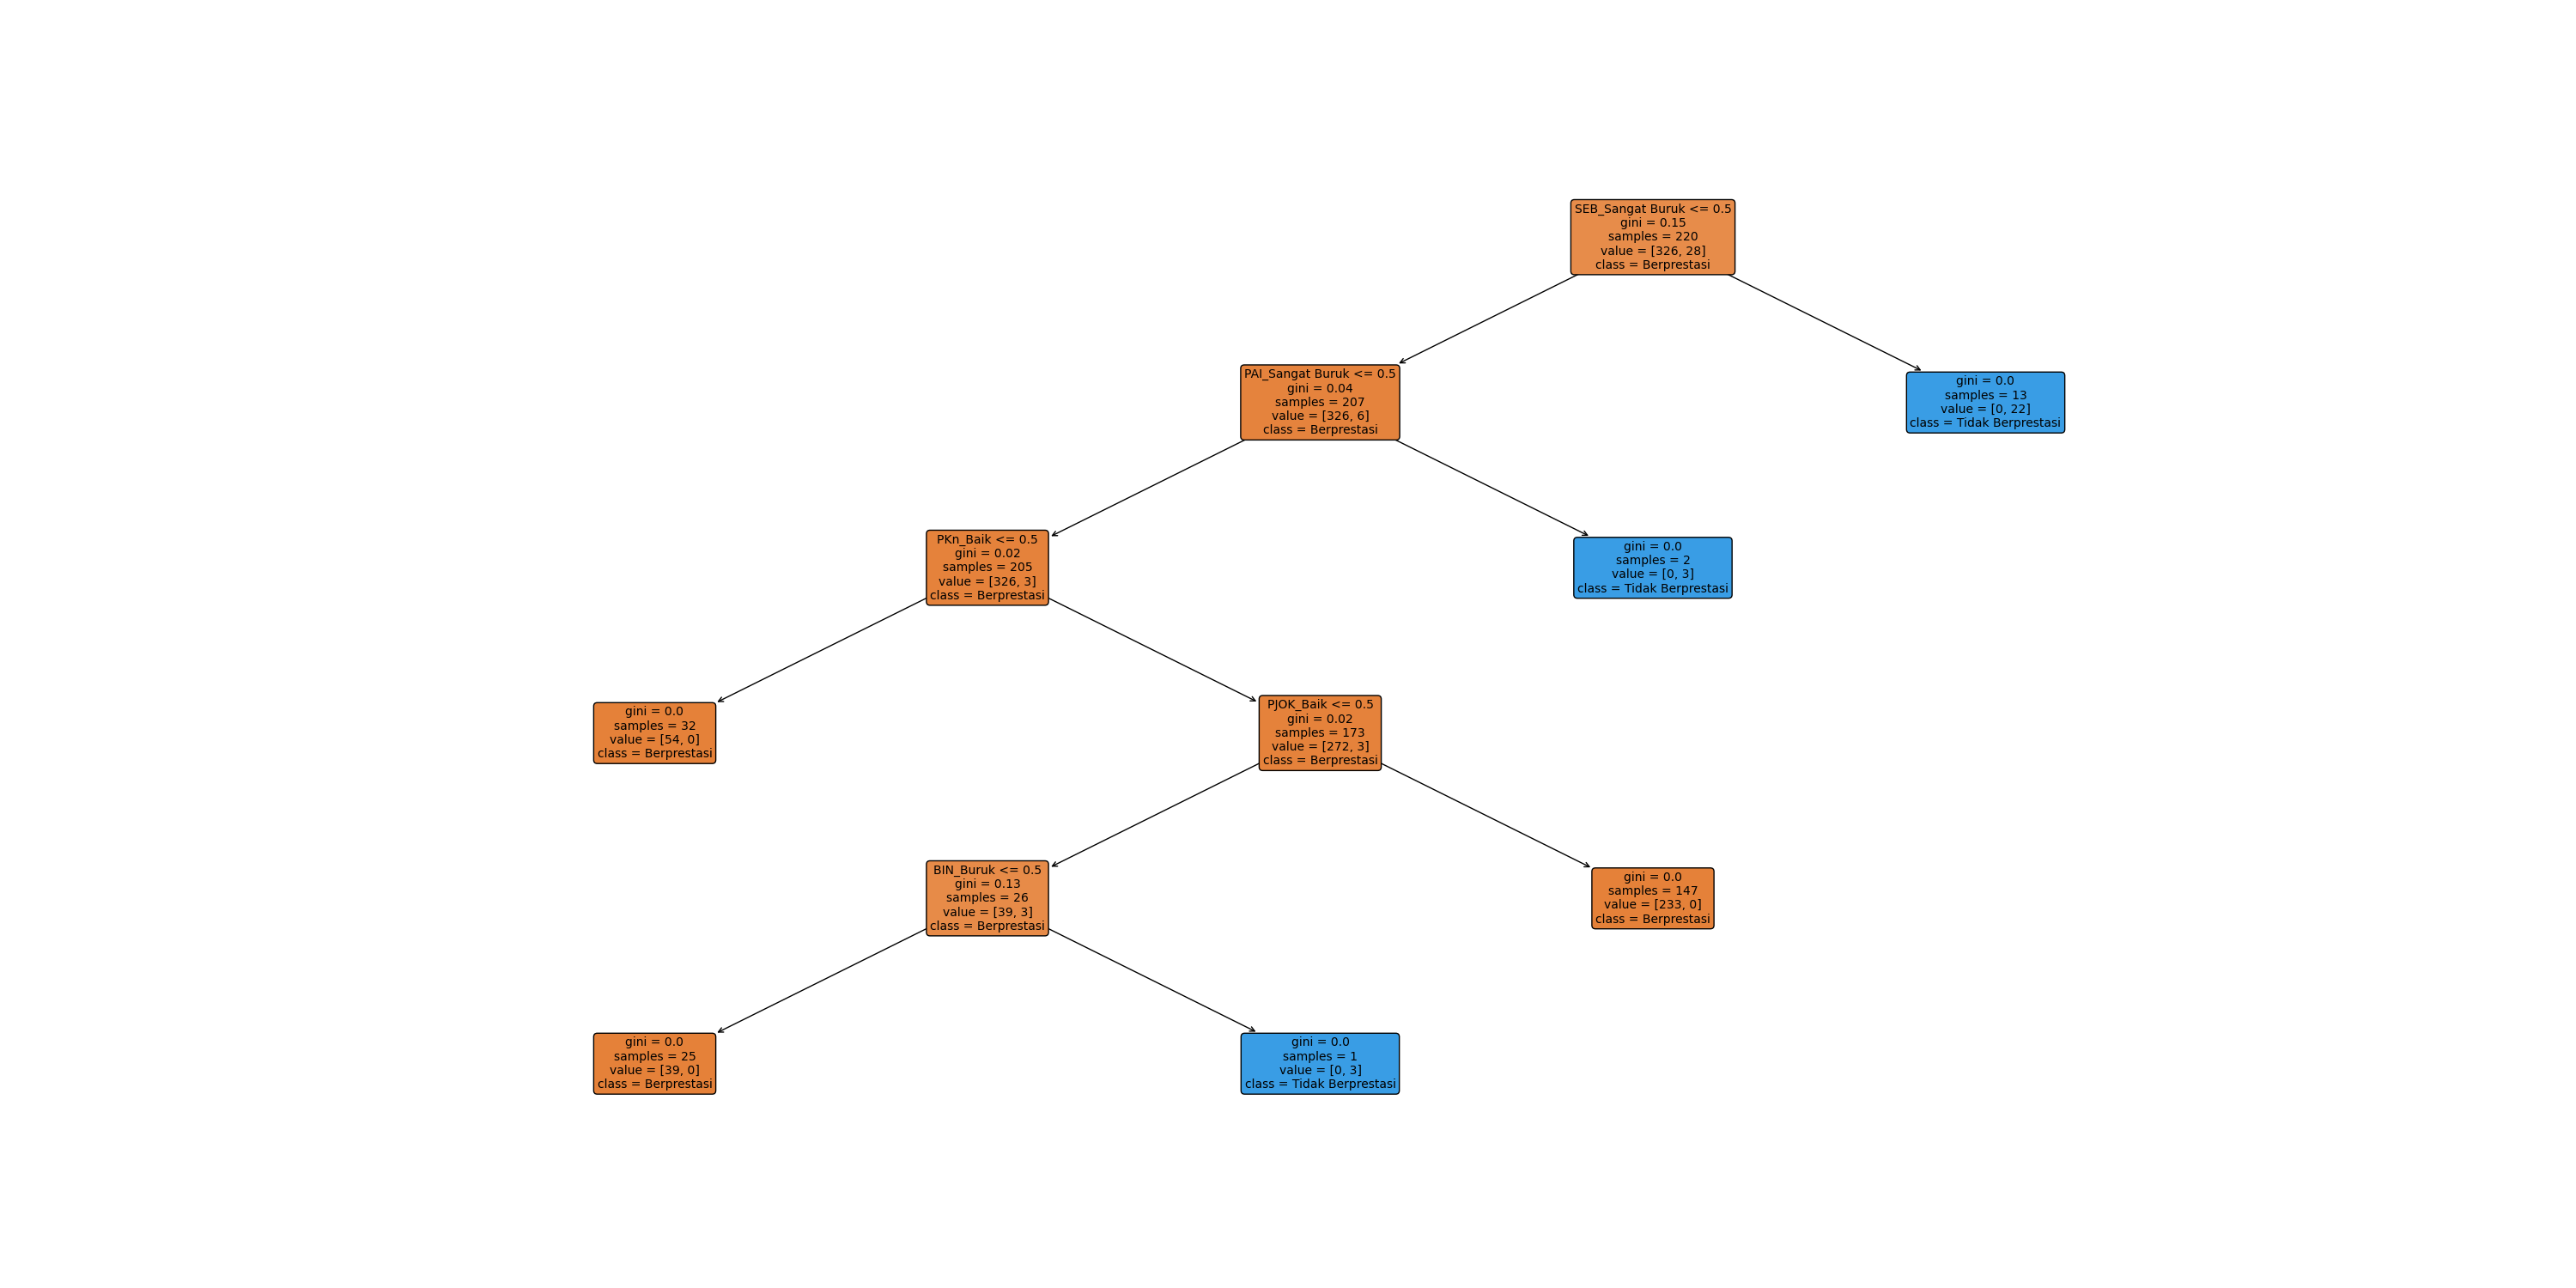 SEB_Sangat Buruk <= 0.5
gini = 0.15
samples = 220
value = [326, 28]
class = Berprestasi
PAI_Sangat Buruk <= 0.5
gini = 0.04
samples = 207
value = [326, 6]
class = Berprestasi
gini = 0.0
samples = 13
value = [0, 22]
class = Tidak Berprestasi
PKn_Baik <= 0.5
gini = 0.02
samples = 205
value = [326, 3]
class = Berprestasi
gini = 0.0
samples = 2
value = [0, 3]
class = Tidak Berprestasi
gini = 0.0
samples = 32
value = [54, 0]
class = Berprestasi
PJOK_Baik <= 0.5
gini = 0.02
samples = 173
value = [272, 3]
class = Berprestasi
BIN_Buruk <= 0.5
gini = 0.13
samples = 26
value = [39, 3]
class = Berprestasi
gini = 0.0
samples = 147
value = [233, 0]
class = Berprestasi
gini = 0.0
samples = 25
value = [39, 0]
class = Berprestasi
gini = 0.0
samples = 1
value = [0, 3]
class = Tidak Berprestasi